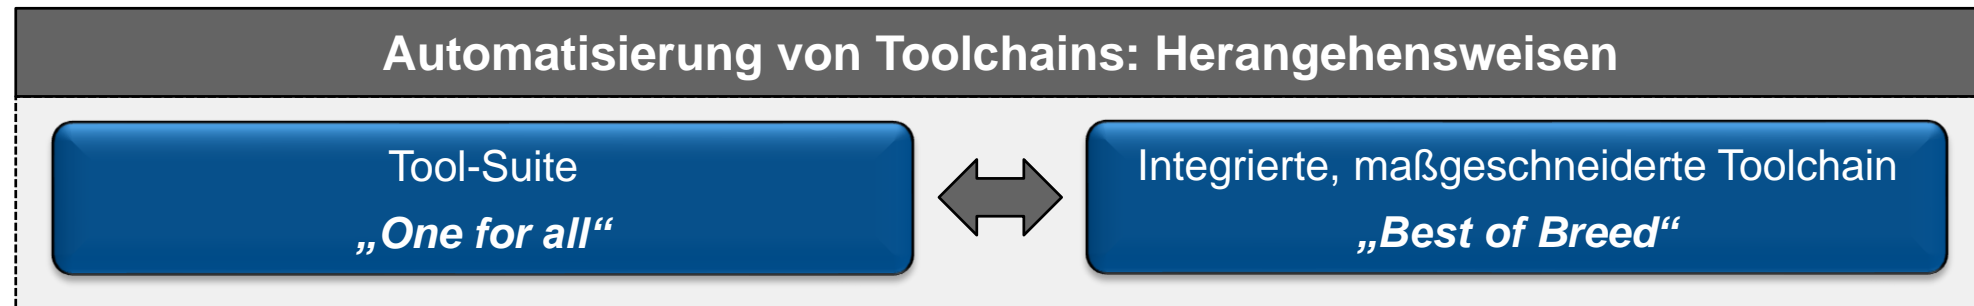 Automatisierung von Toolchains: Herangehensweisen
Tool-Suite
„One for all“
Integrierte, maßgeschneiderte Toolchain
„Best of Breed“